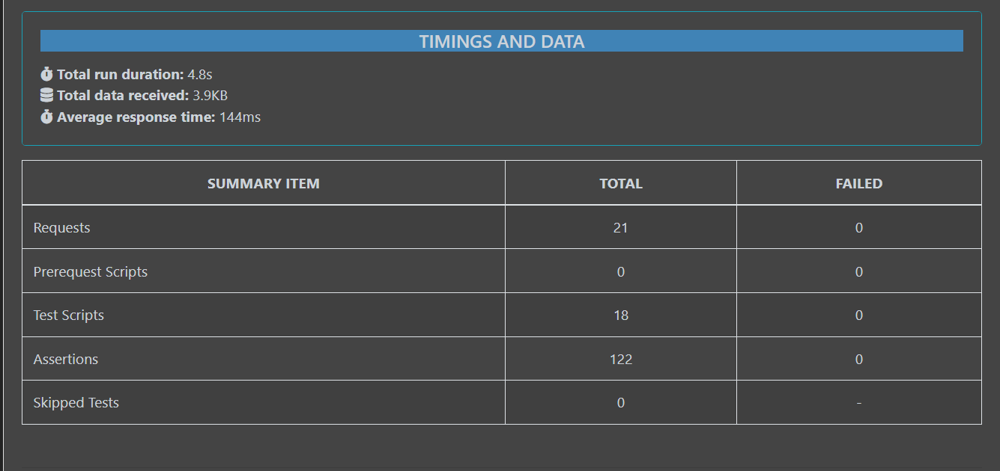 TIMINGS AND DATA
Total run duration: 4.8s
Total data received: 3.9KB
Average response time: 144ms
SUMMARY ITEM TOTAL FAILED
Requests 21 0
Prerequest Scripts 0 0
Test Scripts 18 0
Assertions 122 0
Skipped Tests 0 -